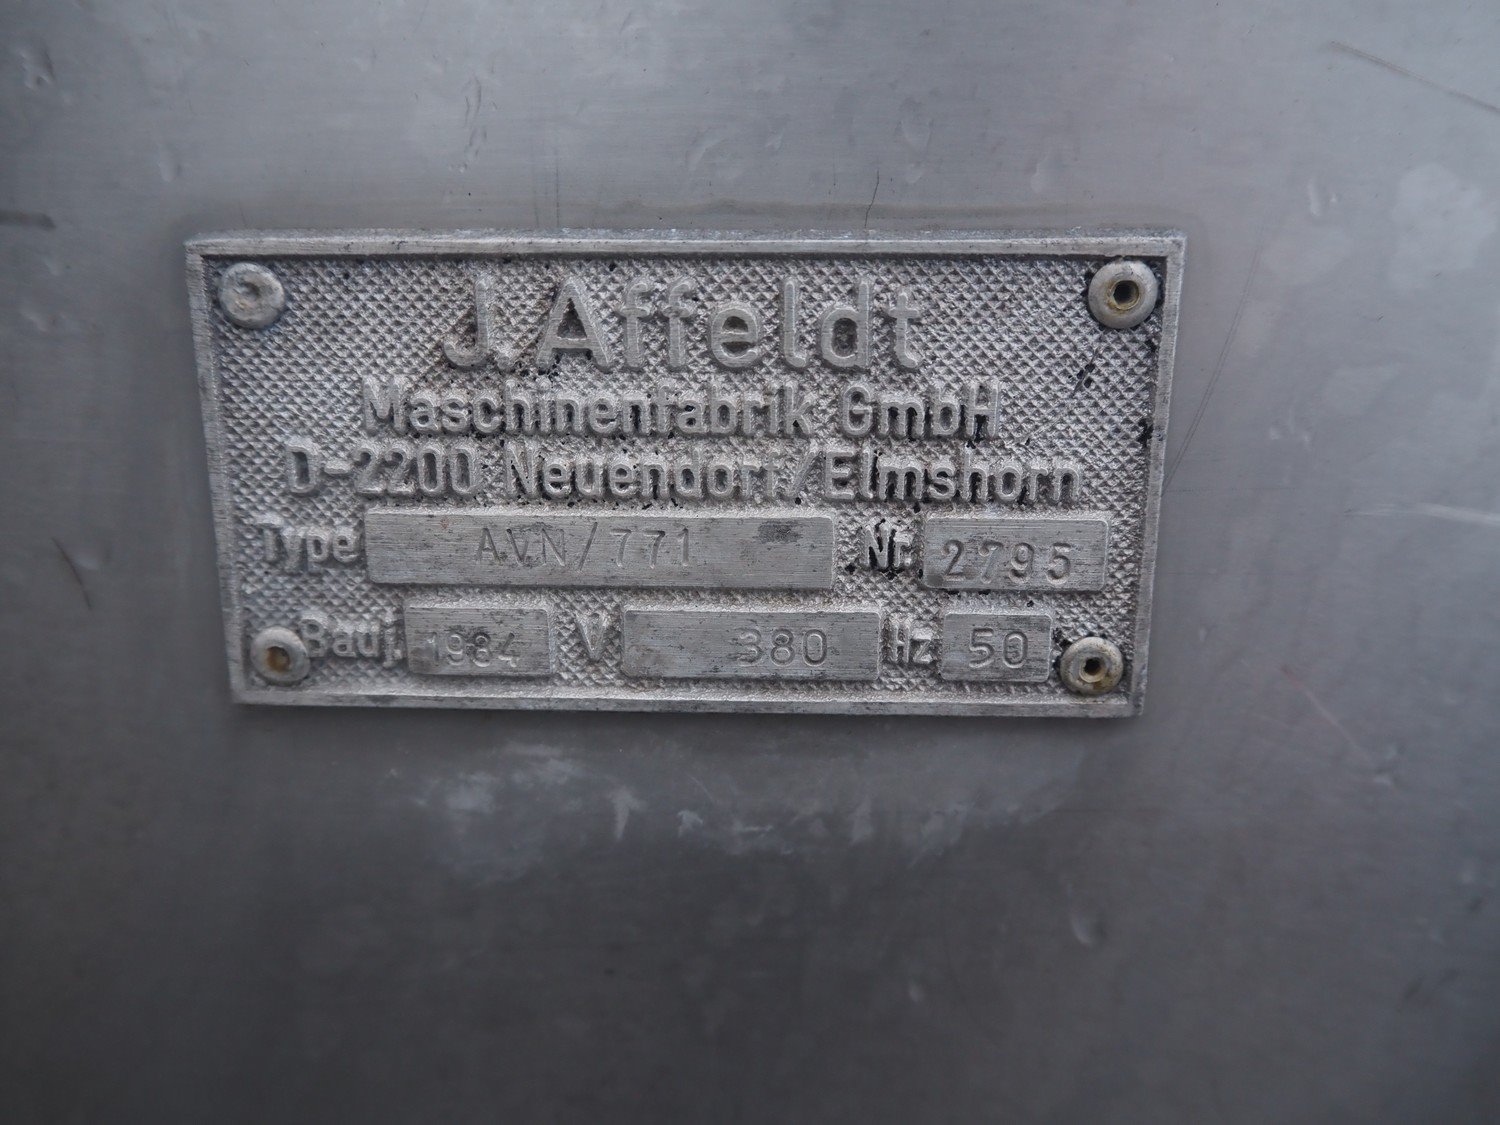 J. Affeldt
Maschinenfabrik GmbH
D-2200 Neuendorf/Elmshorn
Type AVN/771 Nr. 2795
Bauj. 1984 V 380 Hz 50